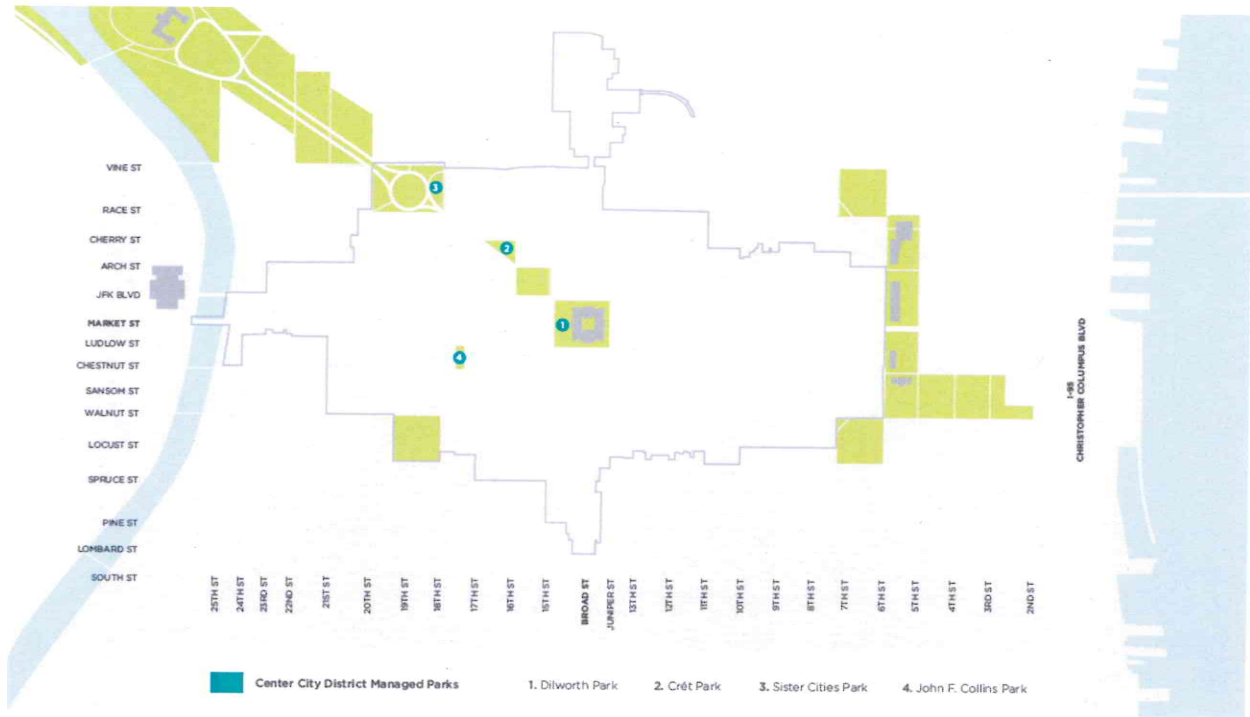 VINE ST
RACE ST
CHERRY ST
ARCH ST
JFK BLVD
MARKET ST
LUDLOW ST
CHESTNUT ST
SANSOM ST
WALNUT ST
LOCUST ST
SPRUCE ST
PINE ST
LOMBARD ST
SOUTH ST
3
2
1
4
I-95
CHRISTOPHER COLUMBUS BLVD
25TH ST
24TH ST
23RD ST
22ND ST
21ST ST
20TH ST
19TH ST
18TH ST
17TH ST
16TH ST
15TH ST
BROAD ST
JUNIPER ST
13TH ST
12TH ST
11TH ST
10TH ST
9TH ST
8TH ST
7TH ST
6TH ST
5TH ST
4TH ST
3RD ST
2ND ST
Center City District Managed Parks 1. Dilworth Park 2. Crét Park 3. Sister Cities Park 4. John F. Collins Park